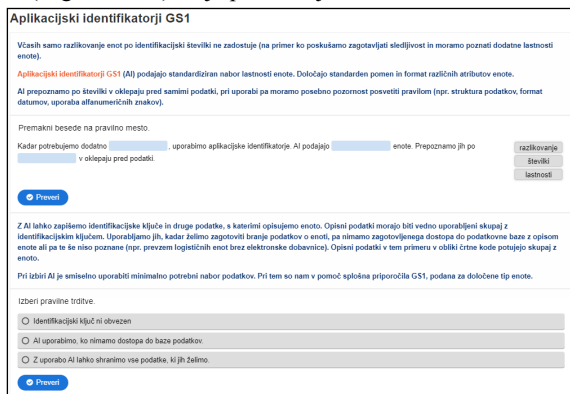 Aplikacijski identifikatorji GS1
Včasih samo razlikovanje enot po identifikacijski številki ne zadostuje (na primer ko poskušamo zagotavljati sledljivost in moramo poznati dodatne lastnosti
enote).
Aplikacijski identifikatorji GS1 (AI) podajajo standardiziran nabor lastnosti enote. Določajo standarden pomen in format različnih atributov enote.
AI prepoznamo po številki v oklepaju pred samimi podatki, pri uporabi pa moramo posebno pozornost posvetiti pravilom (npr. struktura podatkov, format
datumov, uporaba alfanumeričnih znakov).
Premakni besede na pravilno mesto.
Kadar potrebujemo dodatno , uporabimo aplikacijske identifikatorje. AI podajajo enote. Prepoznamo jih po
v oklepaju pred podatki.
razlikovanje
številki
lastnosti
Preveri
Z AI lahko zapišemo identifikacijske ključe in druge podatke, s katerimi opisujemo enoto. Opisni podatki morajo biti vedno uporabljeni skupaj z
identifikacijskim ključem. Uporabljamo jih, kadar želimo zagotoviti branje podatkov o enoti, pa nimamo zagotovljenega dostopa do podatkovne baze z opisom
enote ali pa te še niso poznane (npr. prevzem logističnih enot brez elektronske dobavnice). Opisni podatki v tem primeru v obliki črtne kode potujejo skupaj z
enoto.
Pri izbiri AI je smiselno uporabiti minimalno potrebni nabor podatkov. Pri tem so nam v pomoč splošna priporočila GS1, podana za določene tip enote.
Izberi pravilne trditve.
Identifikacijski ključ ni obvezen
AI uporabimo, ko nimamo dostopa do baze podatkov.
Z uporabo AI lahko shranimo vse podatke, ki jih želimo.
Preveri